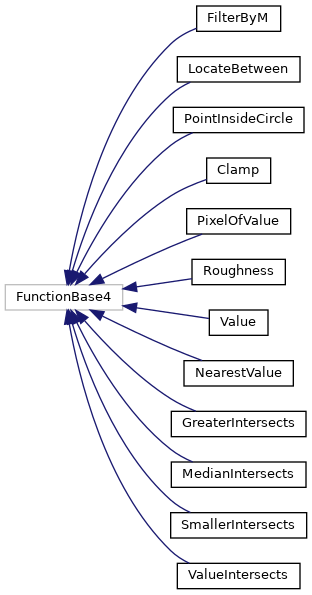 FilterByM
LocateBetween
PointInsideCircle
Clamp
PixelOfValue
Roughness
FunctionBase4
Value
NearestValue
GreaterIntersects
MedianIntersects
SmallerIntersects
ValueIntersects